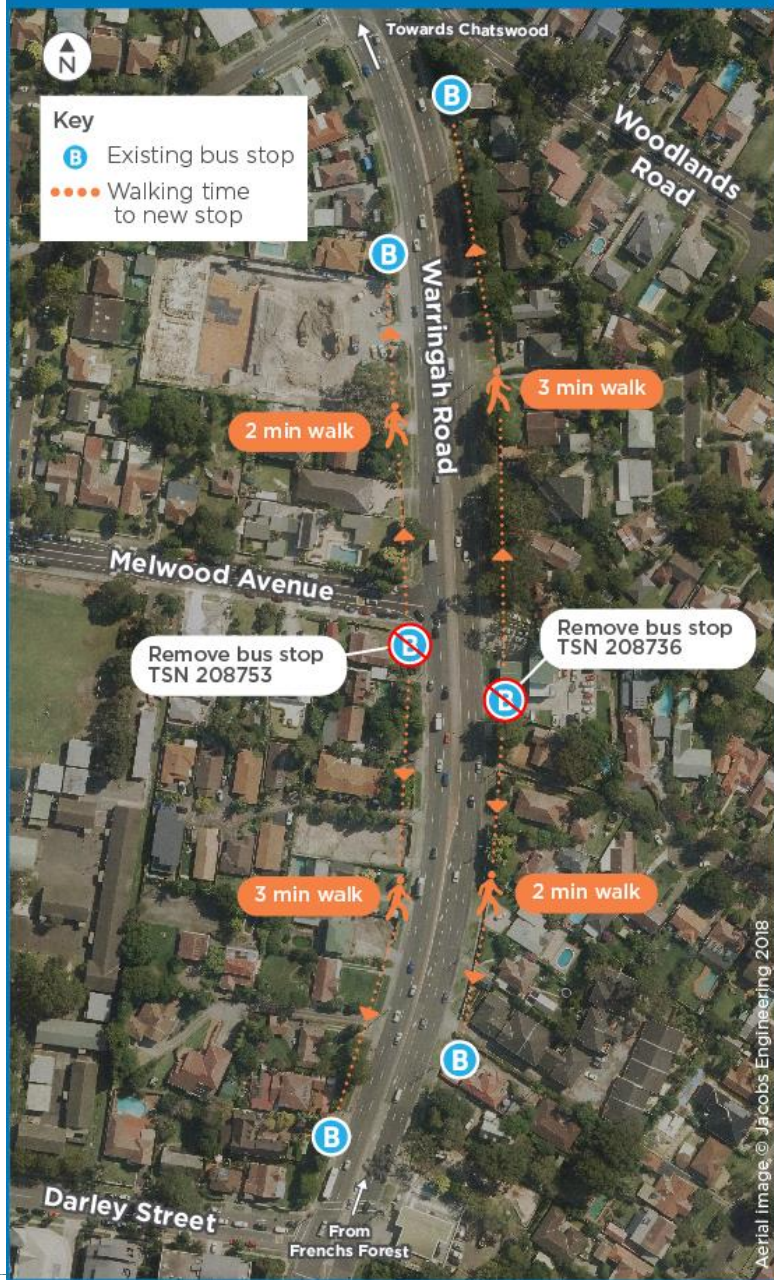 Towards Chatswood
N
Key
B Existing bus stop
Walking time
to new stop
B
Woodlands
Road
B
Warringah Road
3 min walk
2 min walk
Melwood Avenue
Remove bus stop
TSN 208753
B
Remove bus stop
TSN 208736
B
3 min walk
2 min walk
B
B
Darley Street
From
Frenchs Forest
Aerial image © Jacobs Engineering 2018